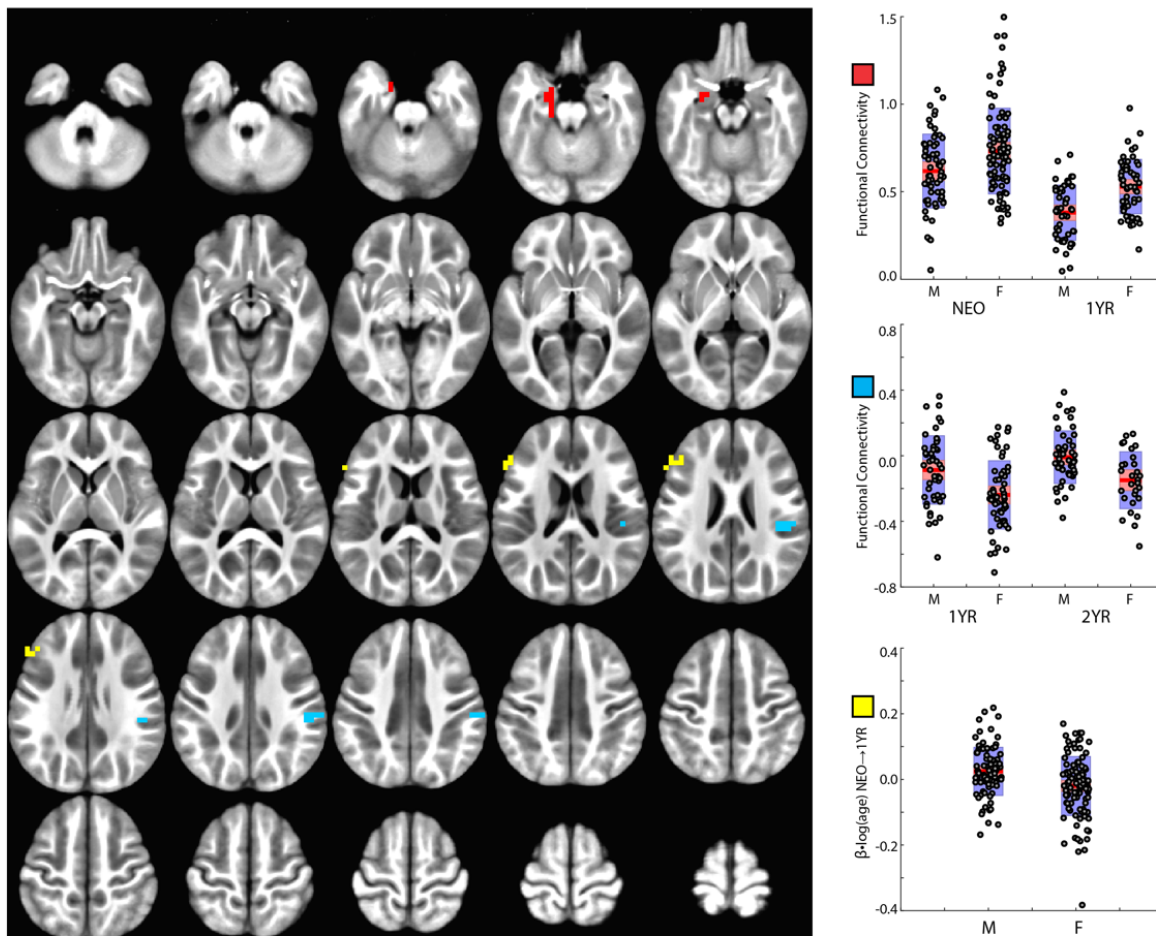 1.5
1.0
0.5
0.0
Functional Connectivity
M F M F
NEO 1YR
0.8
0.4
0.0
-0.4
-0.8
Functional Connectivity
M F M F
1YR 2YR
0.4
0.2
0.0
-0.2
-0.4
β•log(age) NEO→1YR
M F